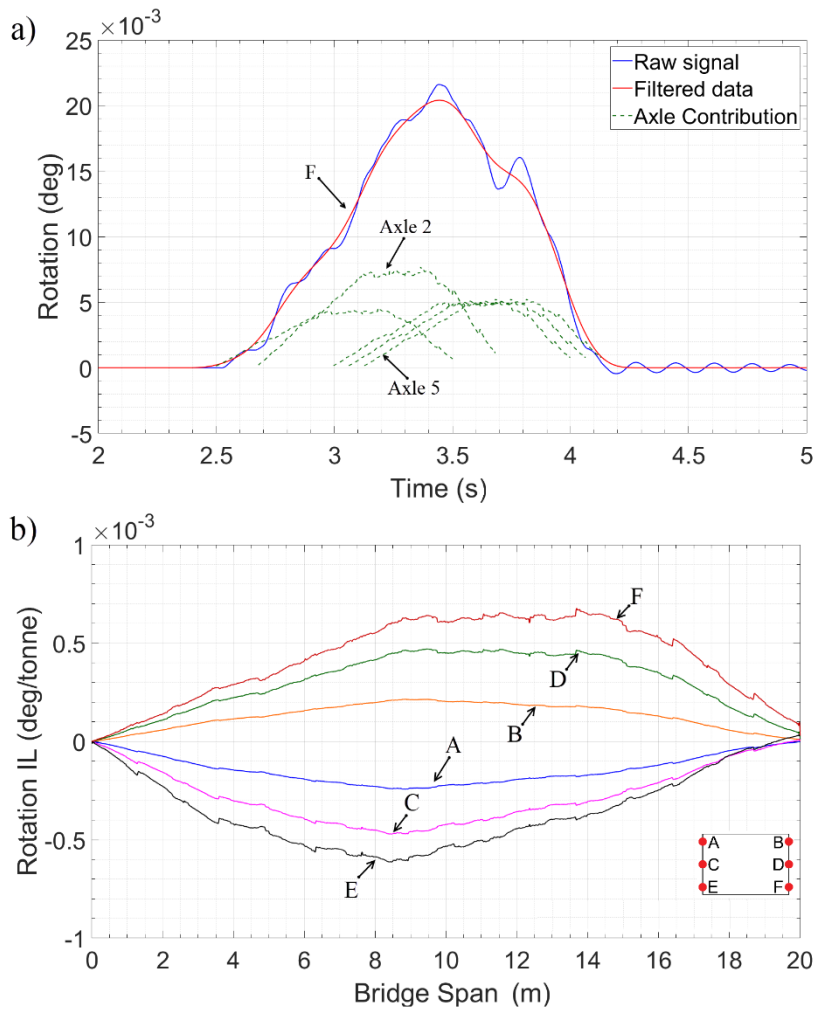 a)
×10⁻³
25
20
15
10
5
0
-5
Rotation (deg)
Raw signal
Filtered data
Axle Contribution
F
Axle 2
Axle 5
2 2.5 3 3.5 4 4.5 5
Time (s)
b)
×10⁻³
1
0.5
0
-0.5
-1
Rotation IL (deg/tonne)
F
D
B
A
C
E
A B
C D
E F
0 2 4 6 8 10 12 14 16 18 20
Bridge Span (m)